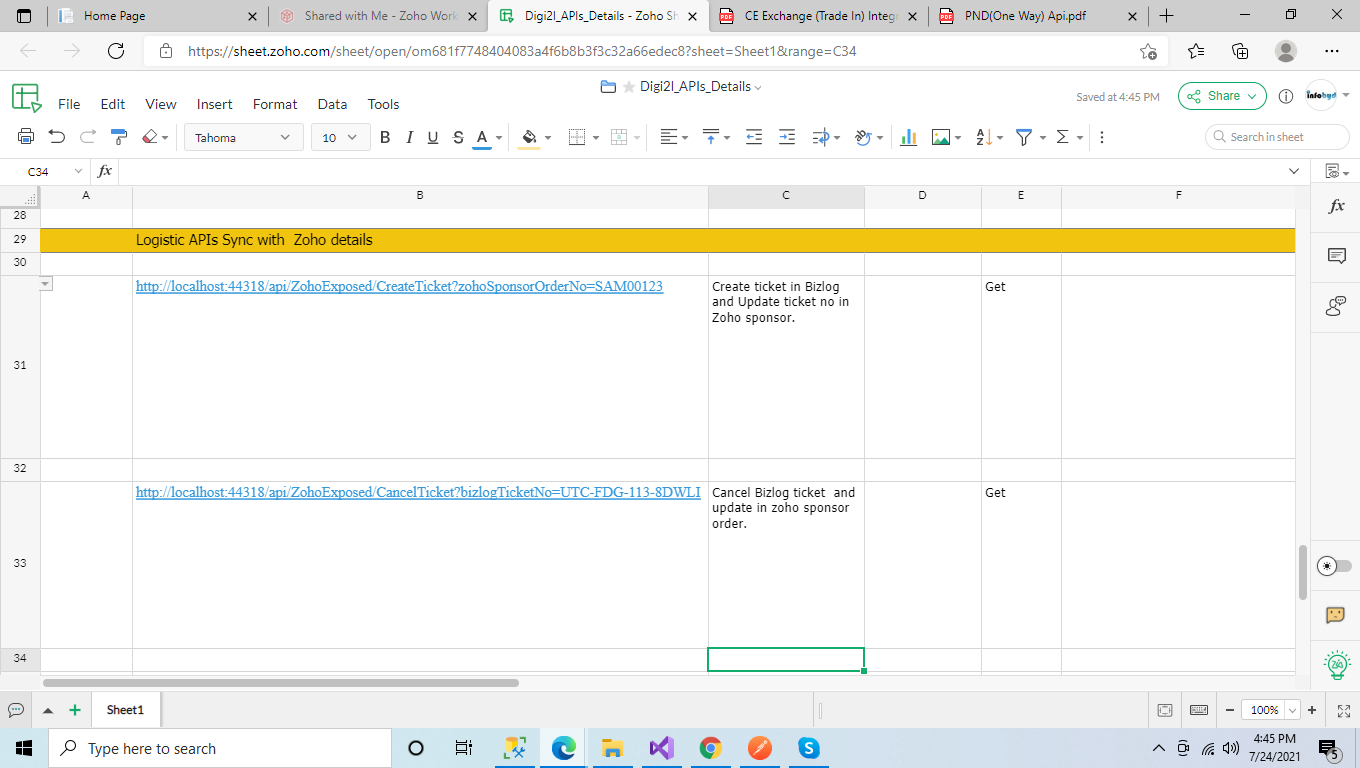 Home Page
Shared with Me - Zoho Work
Digi2l_APIs_Details - Zoho Sh
CE Exchange (Trade In) Integr
PND(One Way) Api.pdf
https://sheet.zoho.com/sheet/open/om681f7748404083a4f6b8b3f3c32a66edec8?sheet=Sheet1&range=C34
Digi2l_APIs_Details
File Edit View Insert Format Data Tools
Saved at 4:45 PM
Share
infobyd
Tahoma
10
B I U S A
Search in sheet
C34
fx
A B C D E F
28
29 Logistic APIs Sync with  Zoho details
30
31
http://localhost:44318/api/ZohoExposed/CreateTicket?zohoSponsorOrderNo=SAM00123
Create ticket in Bizlog
and Update ticket no in
Zoho sponsor.
Get
32
33
http://localhost:44318/api/ZohoExposed/CancelTicket?bizlogTicketNo=UTC-FDG-113-8DWLI
Cancel Bizlog ticket  and
update in zoho sponsor
order.
Get
34
fx
Sheet1
100%
Type here to search
4:45 PM
7/24/2021
5